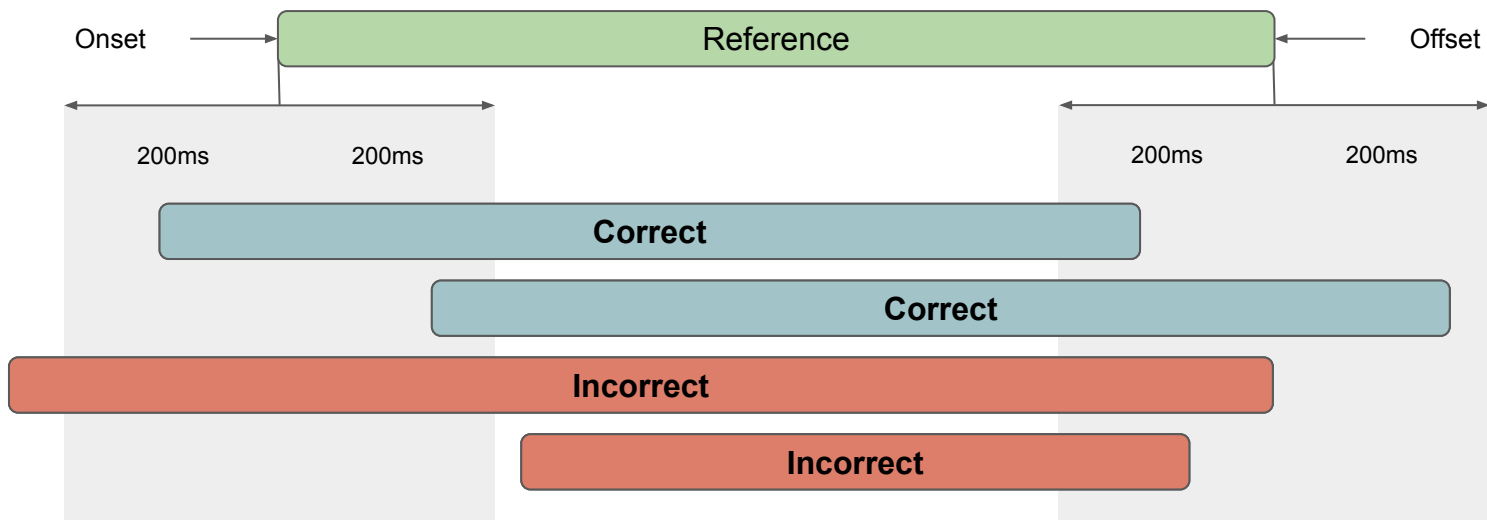 Onset
Reference
Offset
200ms
200ms
200ms
200ms
Correct
Correct
Incorrect
Incorrect